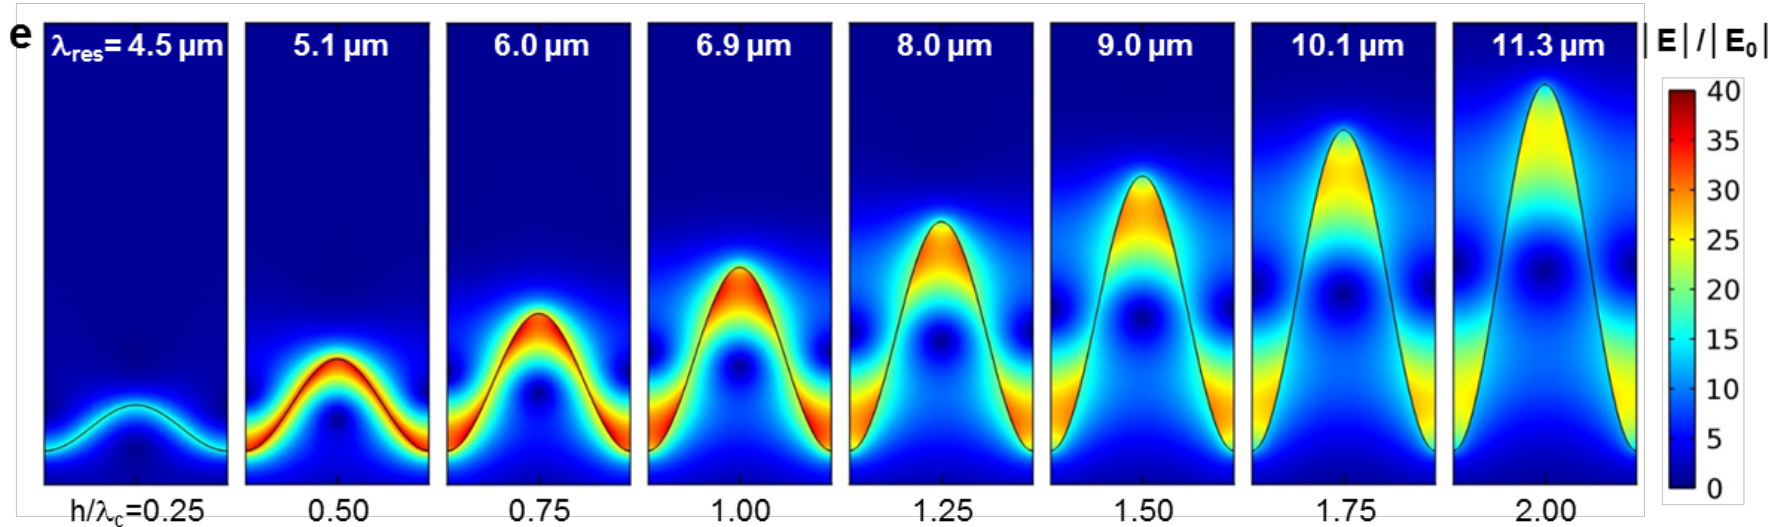 e
λres= 4.5 µm 5.1 µm 6.0 µm 6.9 µm 8.0 µm 9.0 µm 10.1 µm 11.3 µm
|E|/|E0|
40
35
30
25
20
15
10
5
0
h/λc=0.25 0.50 0.75 1.00 1.25 1.50 1.75 2.00